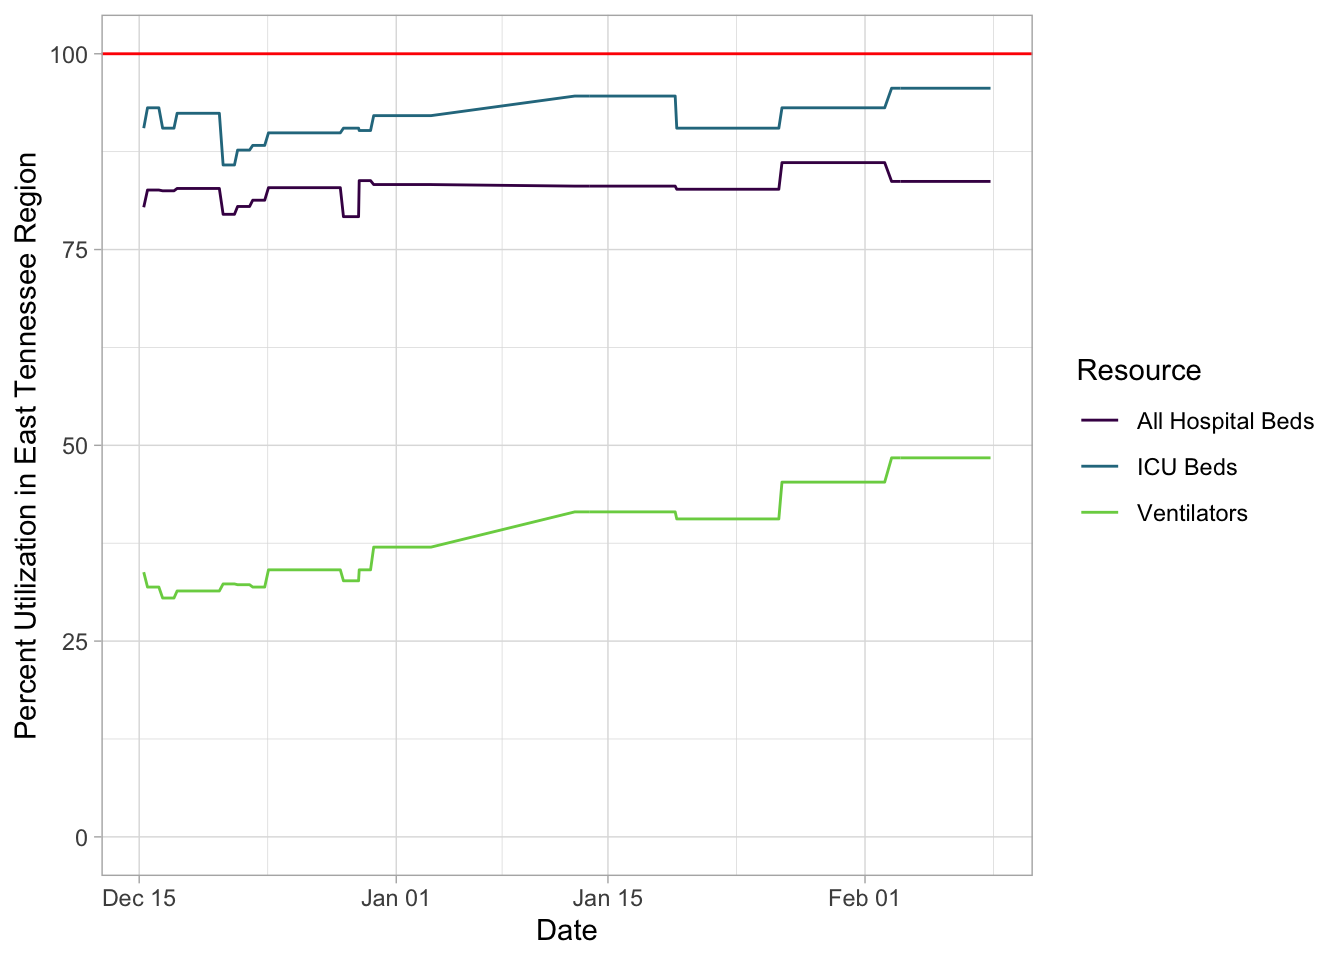 Percent Utilization in East Tennessee Region
100
75
50
25
0
Dec 15
Jan 01
Jan 15
Feb 01
Date
Resource
All Hospital Beds
ICU Beds
Ventilators